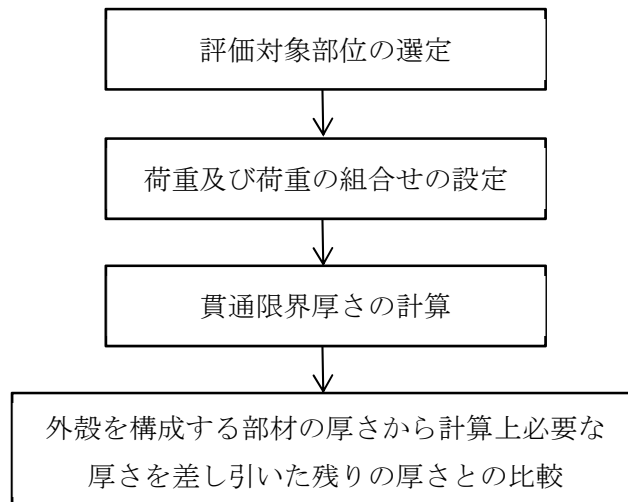 評価対象部位の選定
荷重及び荷重の組合せの設定
貫通限界厚さの計算
外殻を構成する部材の厚さから計算上必要な
厚さを差し引いた残りの厚さとの比較